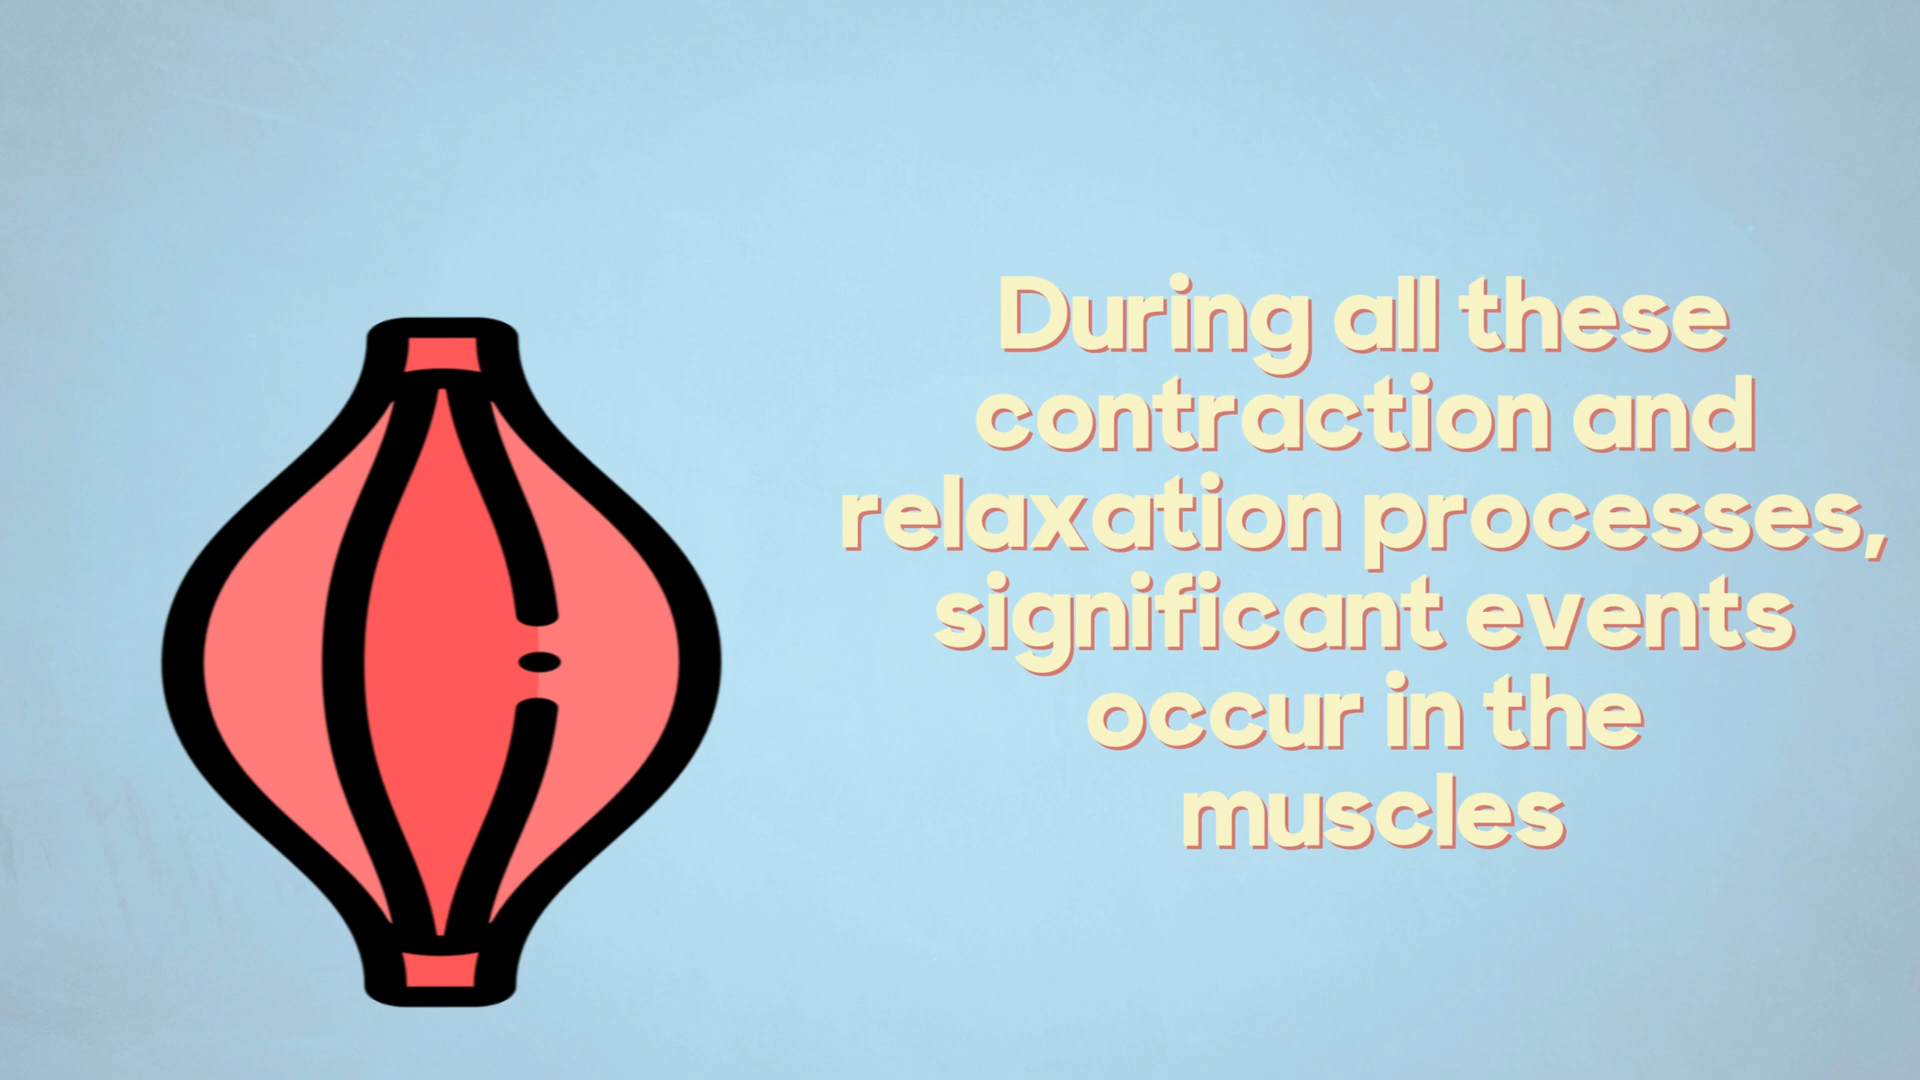 During all these
contraction and
relaxation processes,
significant events
occur in the
muscles